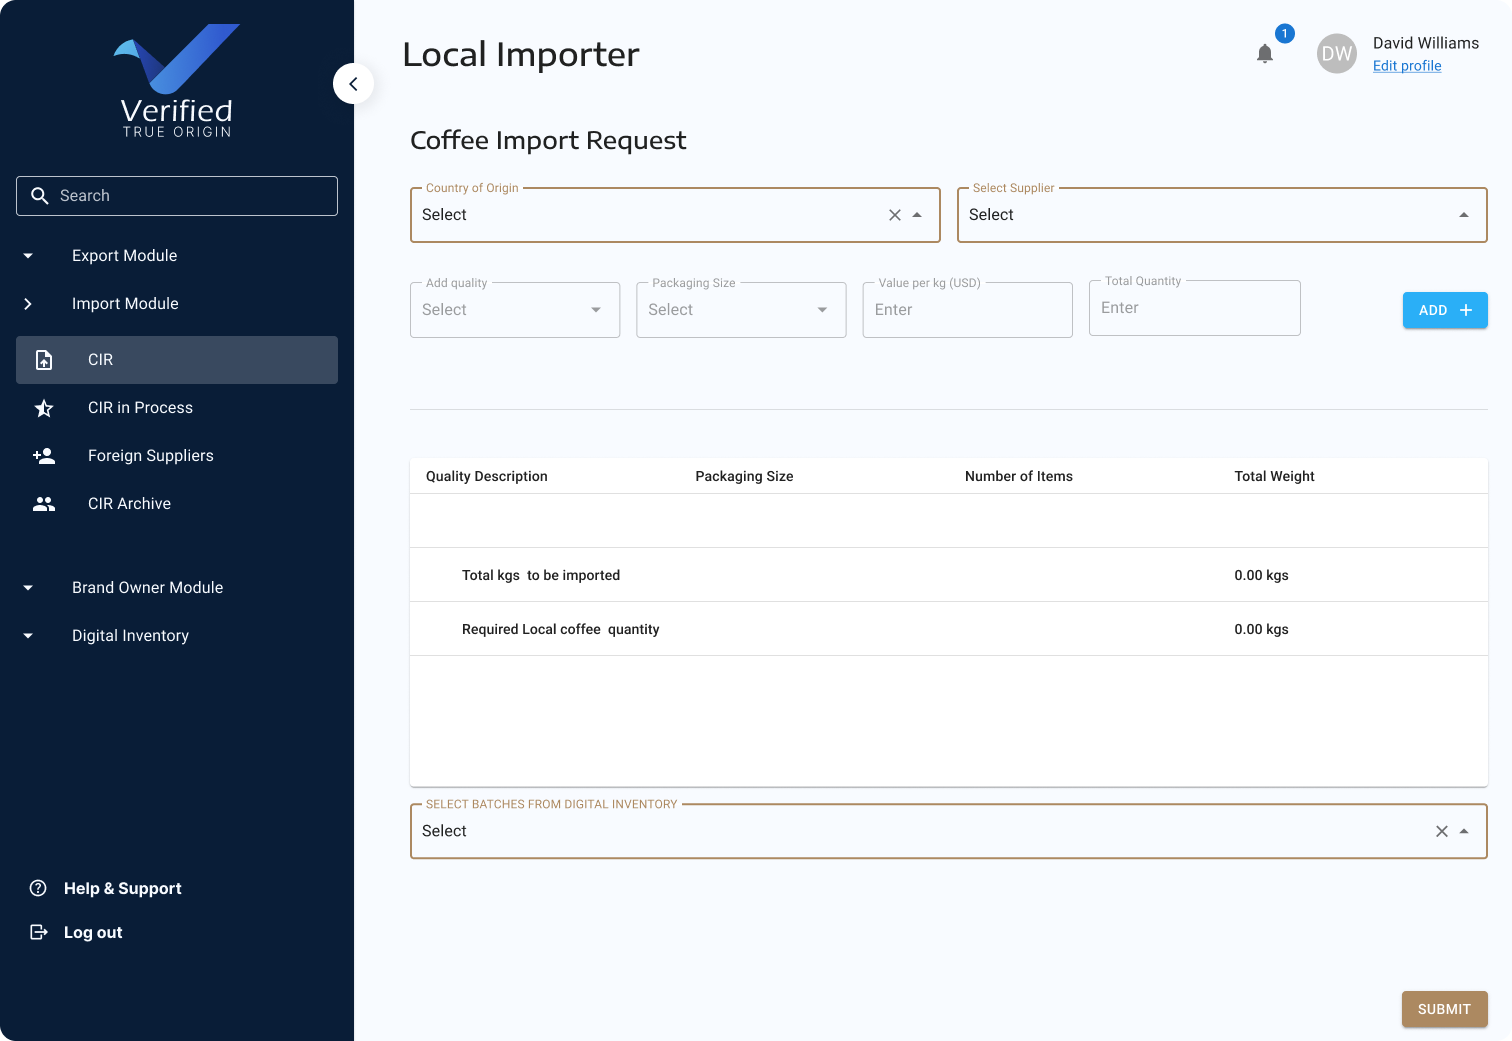 Verified
TRUE ORIGIN
Search
Export Module
Import Module
CIR
CIR in Process
Foreign Suppliers
CIR Archive
Brand Owner Module
Digital Inventory
Help & Support
Log out
Local Importer
1
DW
David Williams
Edit profile
Coffee Import Request
Country of Origin
Select
Select Supplier
Select
Add quality
Select
Packaging Size
Select
Value per kg (USD)
Enter
Total Quantity
Enter
ADD
Quality Description Packaging Size Number of Items Total Weight
Total kgs to be imported 0.00 kgs
Required Local coffee quantity 0.00 kgs
SELECT BATCHES FROM DIGITAL INVENTORY
Select
SUBMIT